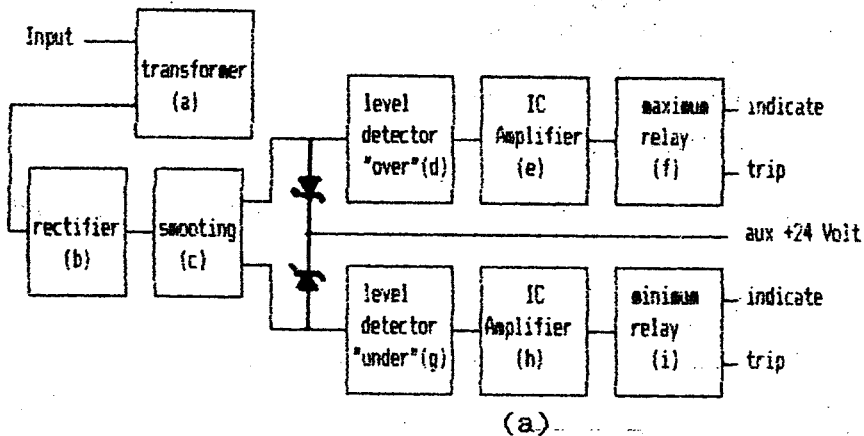 Input
transformer
(a)
rectifier
(b)
smooting
(c)
level
detector
"over"(d)
IC
Amplifier
(e)
maximum
relay
(f)
indicate
trip
aux +24 Volt
level
detector
"under"(g)
IC
Amplifier
(h)
minimum
relay
(i)
indicate
trip
(a)